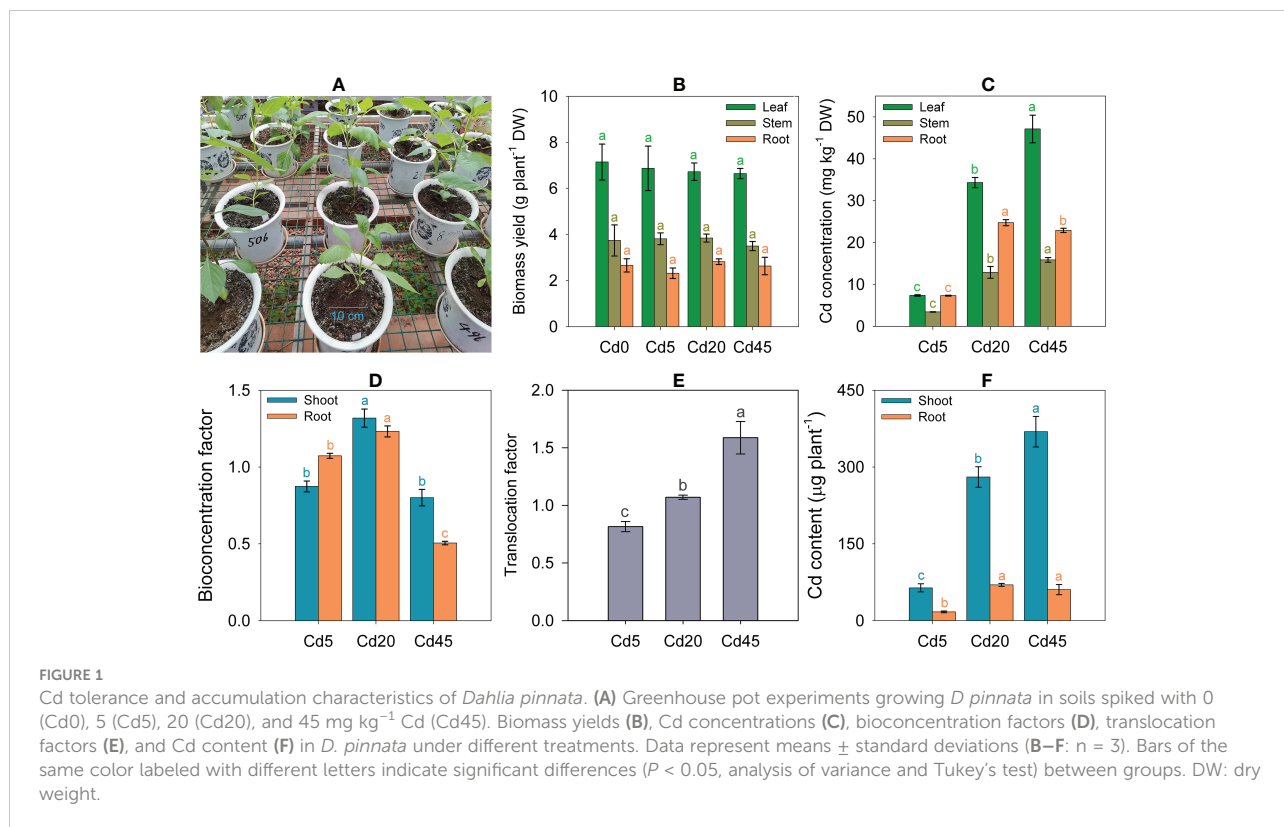 A
506
8
2
496
10 cm
B
10
8
6
4
2
0
Biomass yield (g plant⁻¹ DW)
Leaf
Stem
Root
a a a a
a a a a
a a a a
Cd0 Cd5 Cd20 Cd45
C
50
40
30
20
10
0
Cd concentration (mg kg⁻¹ DW)
Leaf
Stem
Root
c c c
b b a
a a b
Cd5 Cd20 Cd45
D
1.5
1.0
0.5
0.0
Bioconcentration factor
Shoot
Root
b b
a a
b c
Cd5 Cd20 Cd45
E
2.0
1.5
1.0
0.5
0.0
Translocation factor
c b a
Cd5 Cd20 Cd45
F
450
300
150
0
Cd content (µg plant⁻¹)
Shoot
Root
c b
b a
a a
Cd5 Cd20 Cd45
FIGURE 1
Cd tolerance and accumulation characteristics of Dahlia pinnata. (A) Greenhouse pot experiments growing D pinnata in soils spiked with 0
(Cd0), 5 (Cd5), 20 (Cd20), and 45 mg kg⁻¹ Cd (Cd45). Biomass yields (B), Cd concentrations (C), bioconcentration factors (D), translocation
factors (E), and Cd content (F) in D. pinnata under different treatments. Data represent means ± standard deviations (B–F: n = 3). Bars of the
same color labeled with different letters indicate significant differences (P < 0.05, analysis of variance and Tukey's test) between groups. DW: dry
weight.